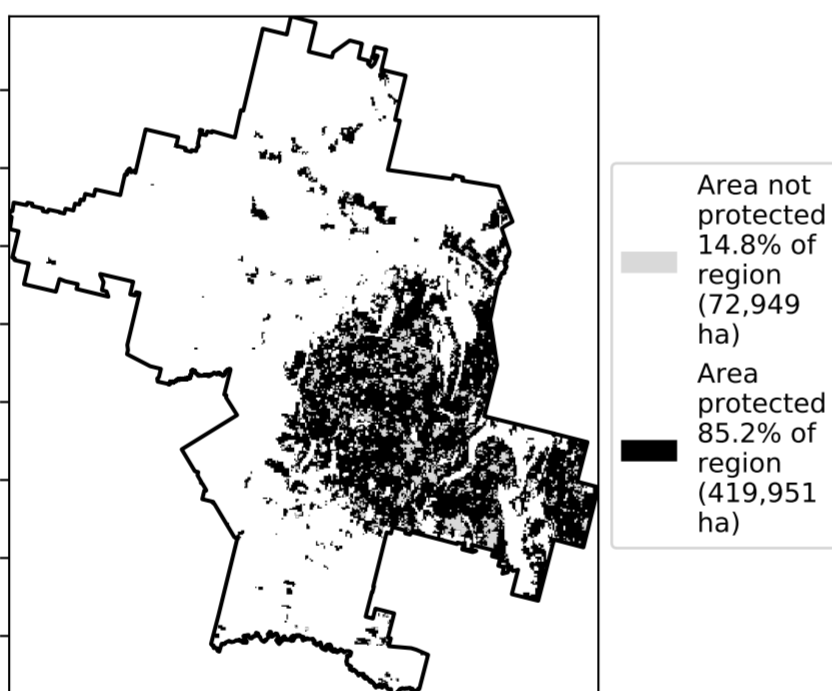 Area not
protected
14.8% of
region
(72,949
ha)
Area
protected
85.2% of
region
(419,951
ha)